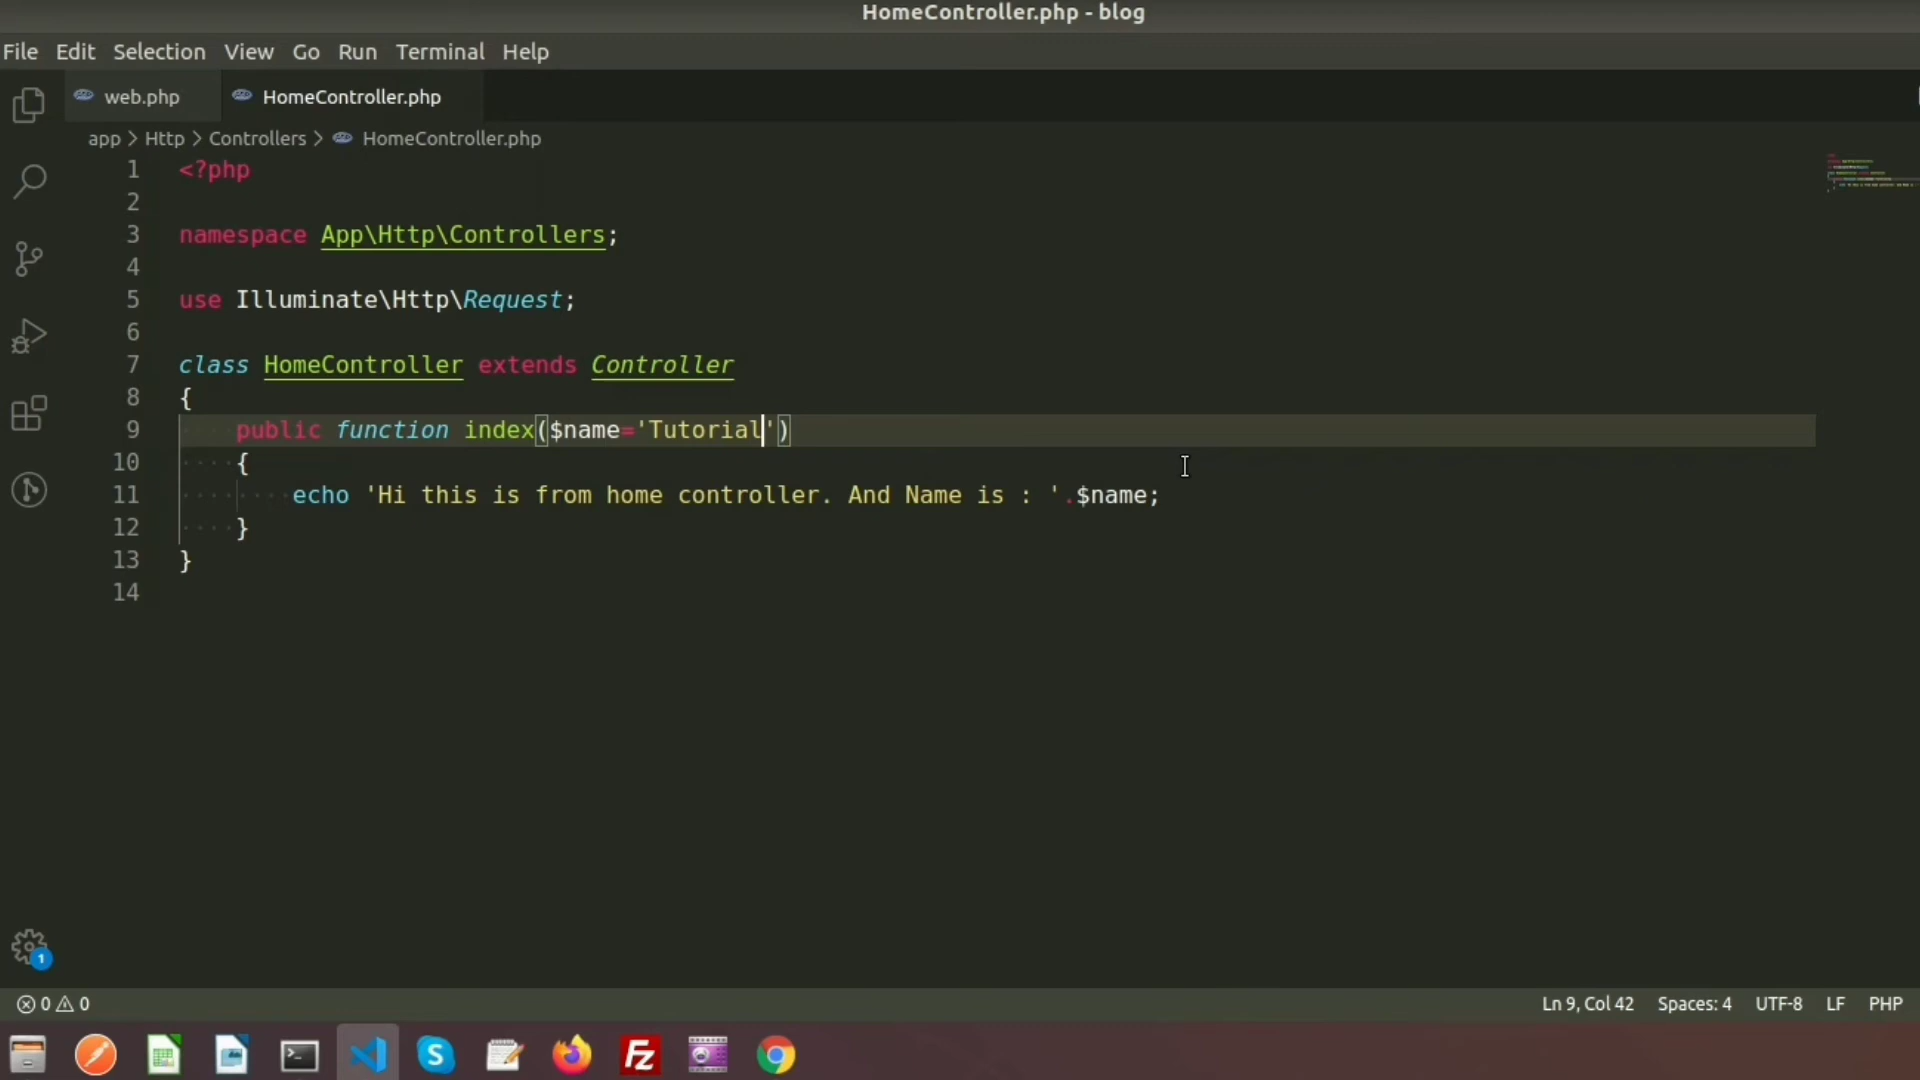 HomeController.php - blog
File Edit Selection View Go Run Terminal Help
web.php HomeController.php
app > Http > Controllers > HomeController.php
1 <?php
2
3 namespace App\Http\Controllers;
4
5 use Illuminate\Http\Request;
6
7 class HomeController extends Controller
8 {
9 public function index($name='Tutorial')
10 {
11 echo 'Hi this is from home controller. And Name is : '.$name;
12 }
13 }
14
1
0 0 Ln 9, Col 42 Spaces: 4 UTF-8 LF PHP
S Fz